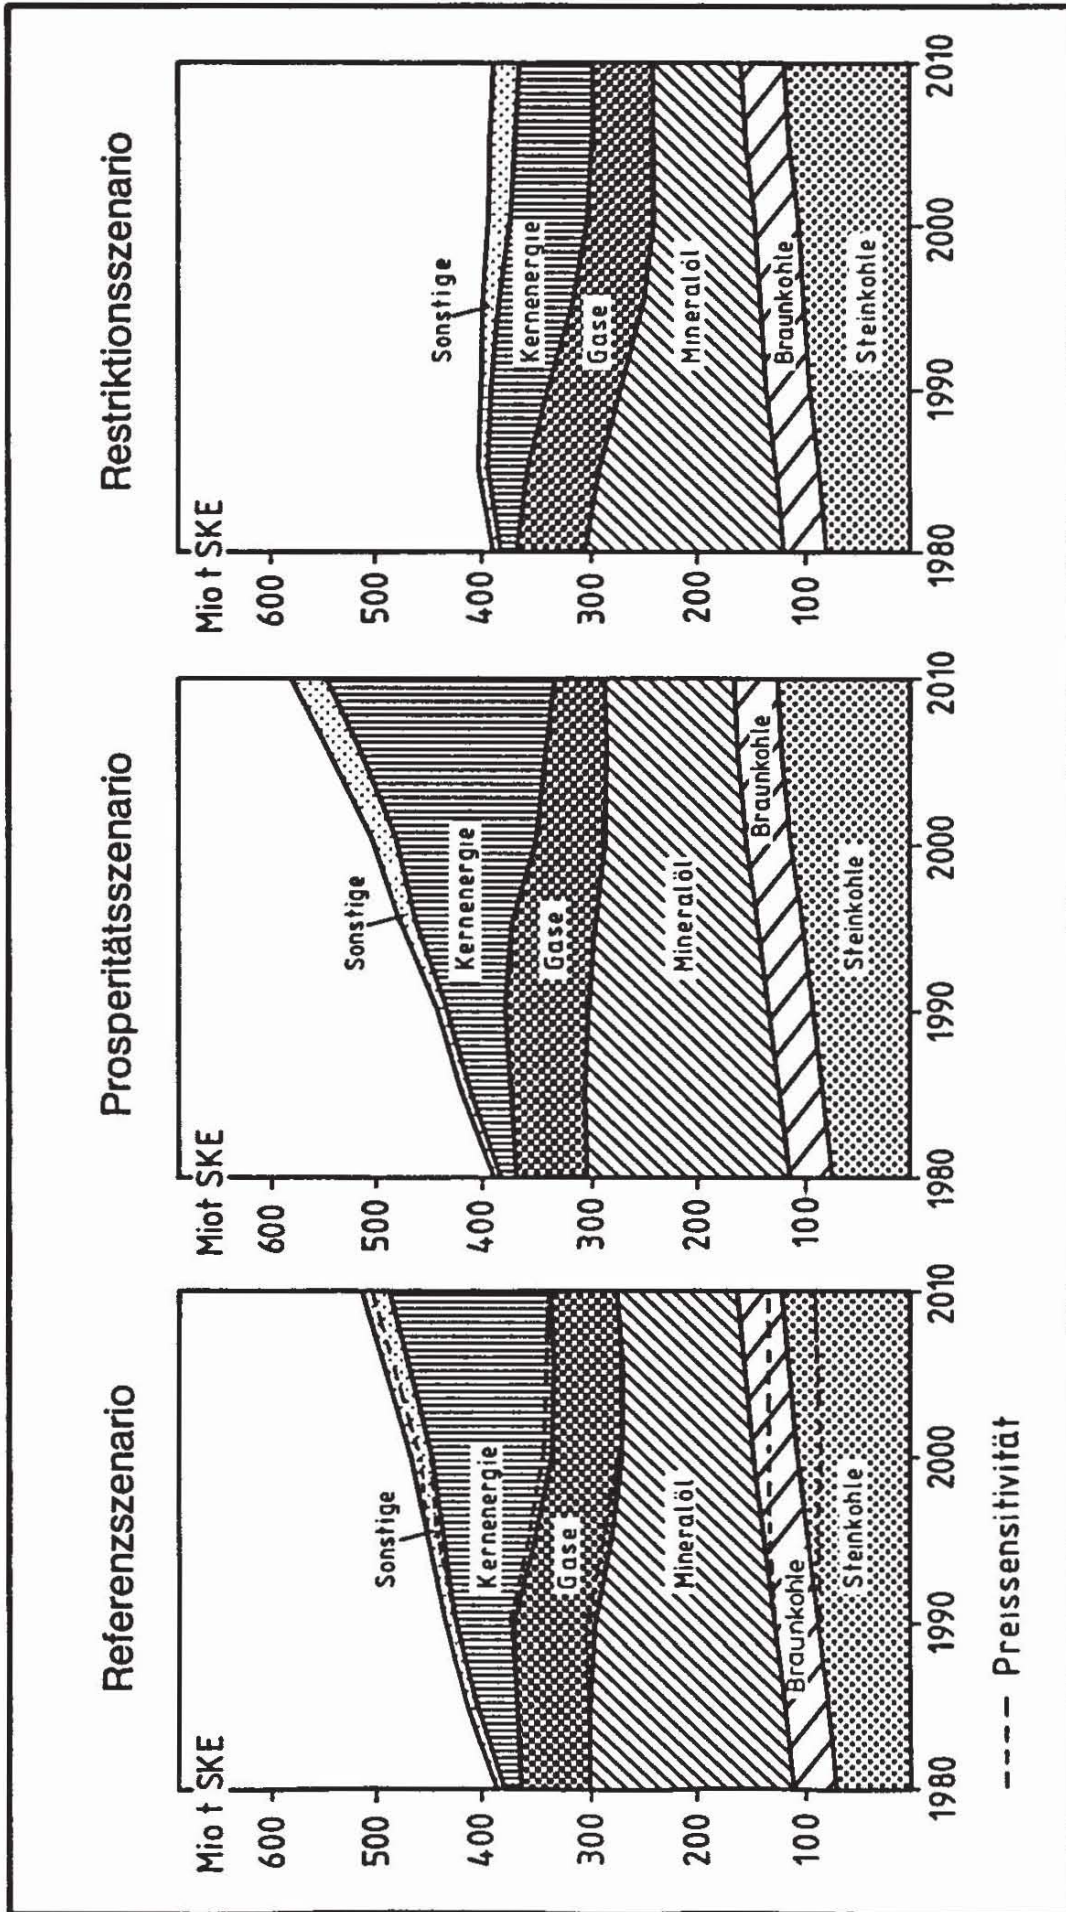 Referenzszenario
Mio t SKE
600
500
400
300
200
100
Sonstige
Kernenergie
Gase
Mineralöl
Braunkohle
Steinkohle
1980
1990
2000
2010
---- Preissensitivität
Prosperitätsszenario
Miot SKE
600
500
400
300
200
100
Sonstige
Kernenergie
Gase
Mineralöl
Braunkohle
Steinkohle
1980
1990
2000
2010
Restriktionsszenario
Mio t SKE
600
500
400
300
200
100
Sonstige
Kernenergie
Gase
Mineralöl
Braunkohle
Steinkohle
1980
1990
2000
2010